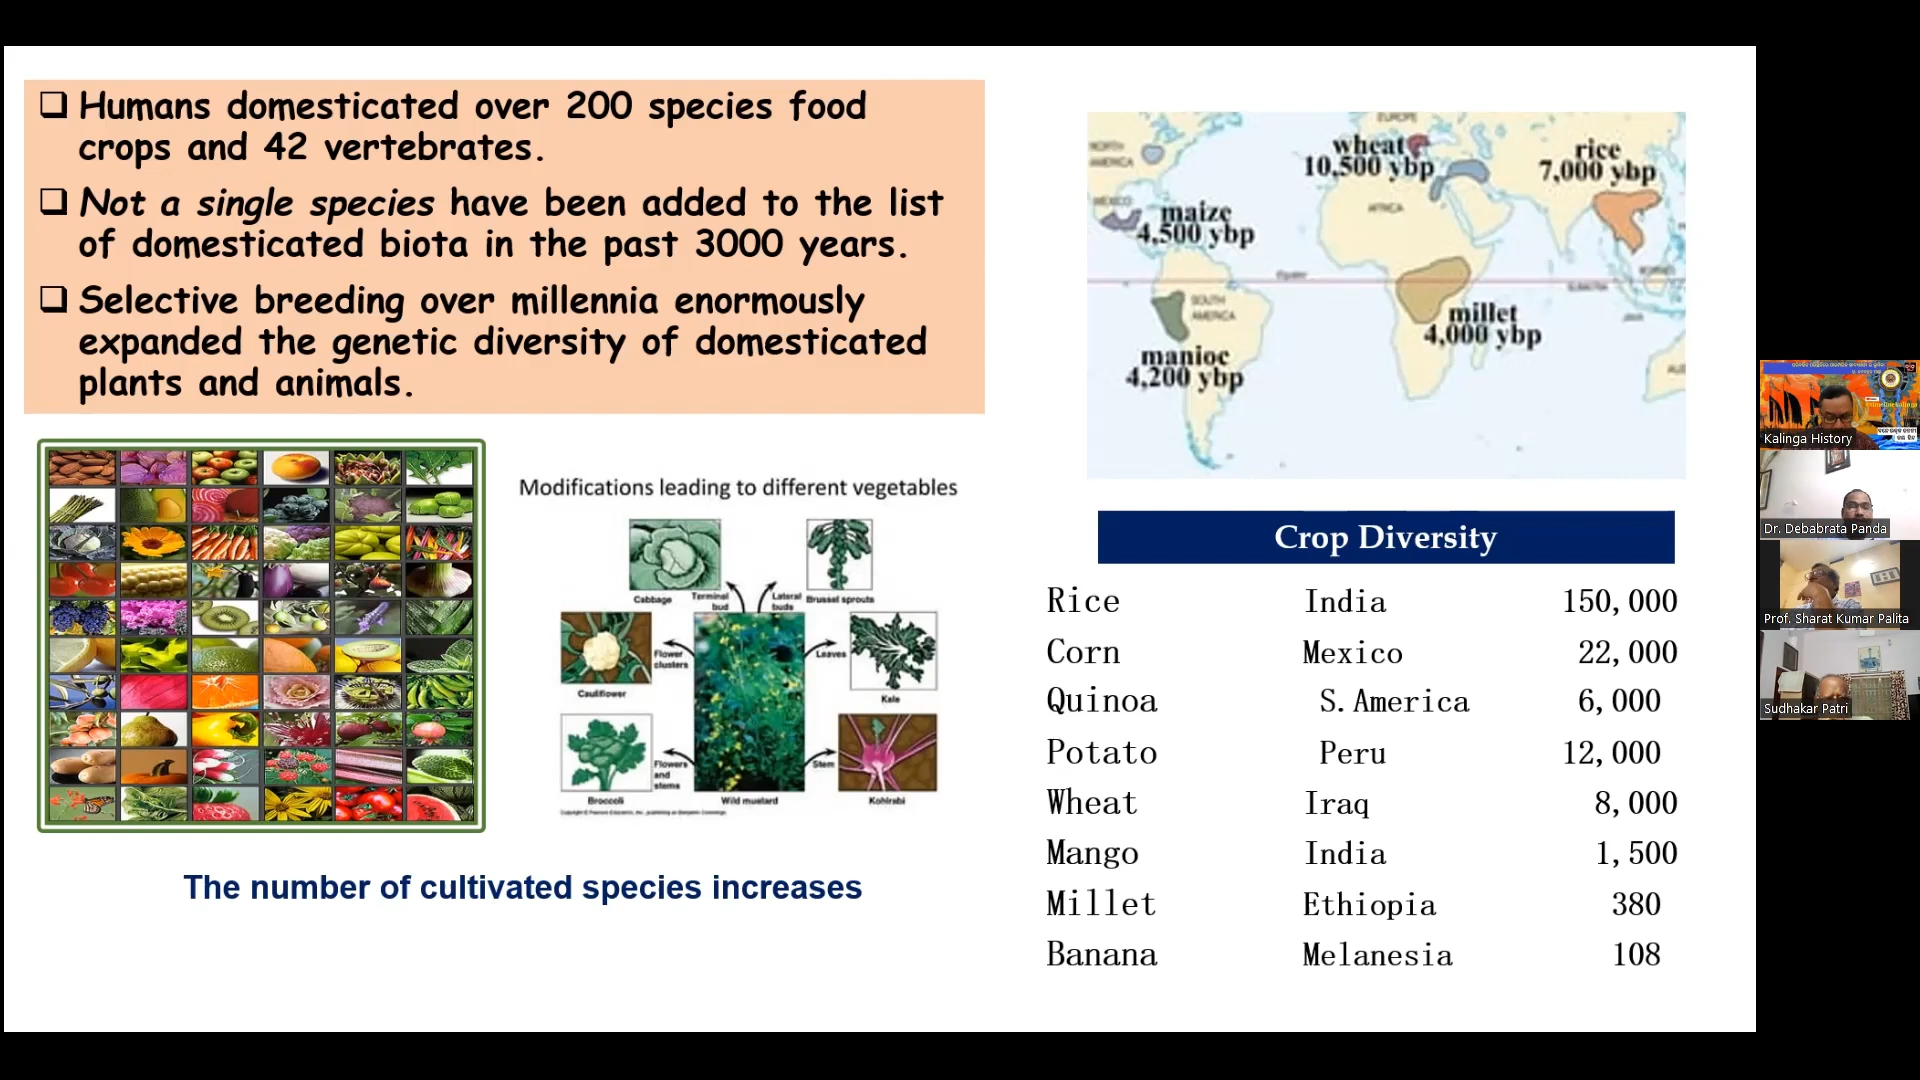 ❑ Humans domesticated over 200 species food
crops and 42 vertebrates.
❑ Not a single species have been added to the list
of domesticated biota in the past 3000 years.
❑ Selective breeding over millennia enormously
expanded the genetic diversity of domesticated
plants and animals.
Modifications leading to different vegetables
Cabbage
Terminal
bud
Lateral
buds
Brussel sprouts
Flower
clusters
Leaves
Cauliflower
Kale
Flowers
and
stems
Stem
Broccoli
Wild mustard
Kohlrabi
The number of cultivated species increases
EUROPE
NORTH
AMERICA
wheat
10,500 ybp
rice
7,000 ybp
MEXICO
maize
4,500 ybp
AFRICA
Equator
SOUTH
AMERICA
BORNEO
SUMATRA
JAVA
millet
4,000 ybp
manioc
4,200 ybp
AUS
Crop Diversity
Rice India 150,000
Corn Mexico 22,000
Quinoa S.America 6,000
Potato Peru 12,000
Wheat Iraq 8,000
Mango India 1,500
Millet Ethiopia 380
Banana Melanesia 108
Kalinga History
Dr. Debabrata Panda
Prof. Sharat Kumar Palita
Sudhakar Patri